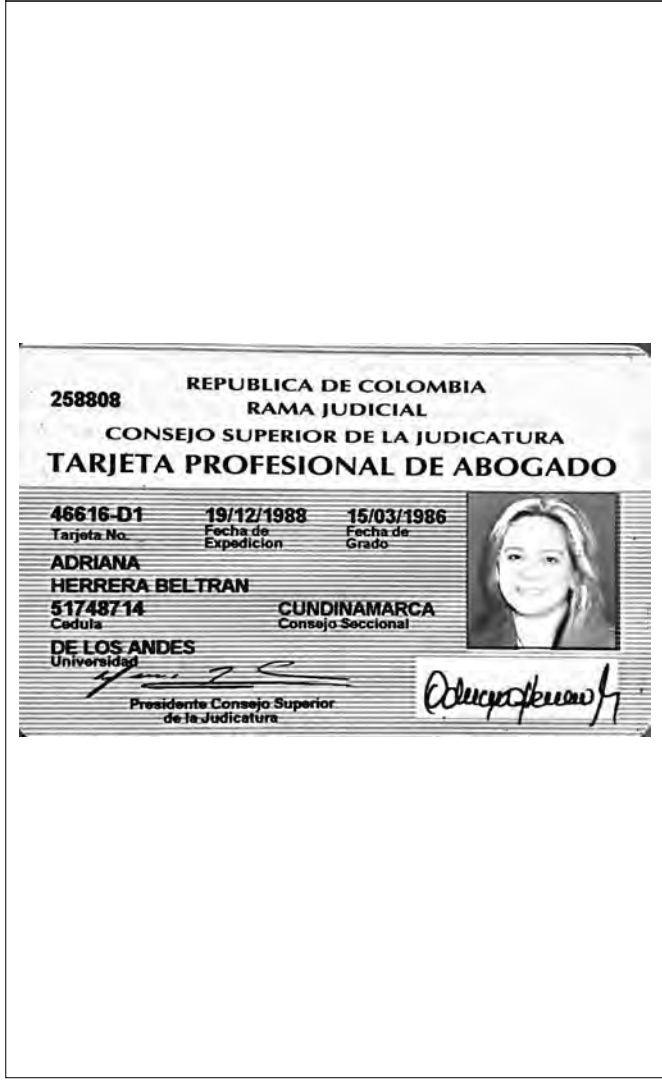 258808
REPUBLICA DE COLOMBIA
RAMA JUDICIAL
CONSEJO SUPERIOR DE LA JUDICATURA
TARJETA PROFESIONAL DE ABOGADO
46616-D1 19/12/1988 15/03/1986
Tarjeta No. Fecha de Expedicion Fecha de Grado
ADRIANA
HERRERA BELTRAN
51748714 CUNDINAMARCA
Cedula Consejo Seccional
DE LOS ANDES
Universidad
Presidente Consejo Superior
de la Judicatura